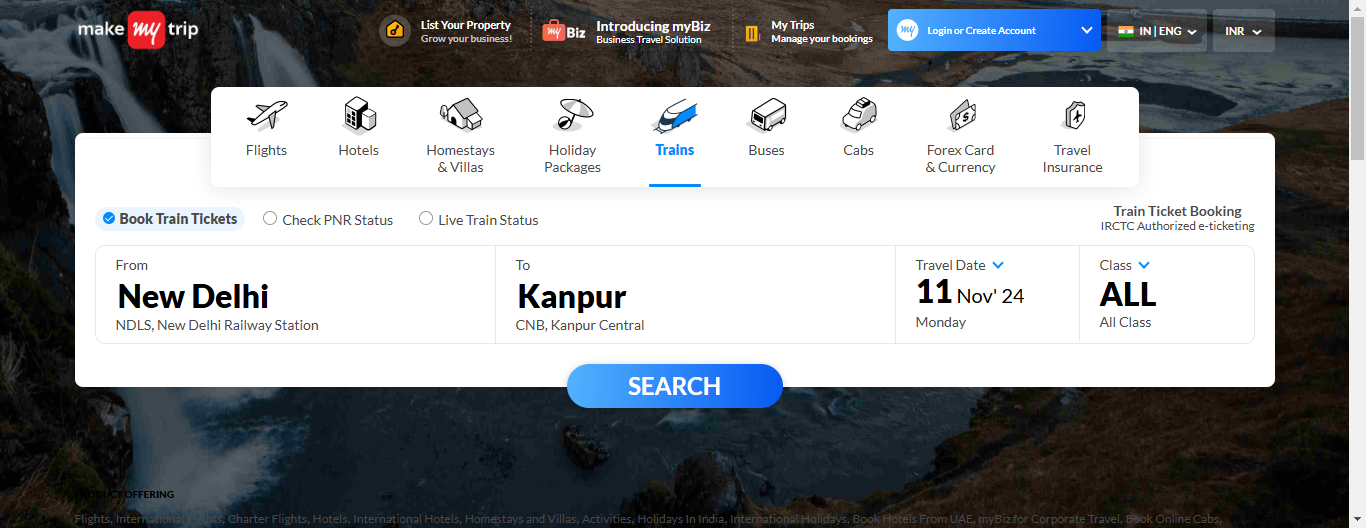 make my trip
List Your Property
Grow your business!
my Biz
Introducing myBiz
Business Travel Solution
My Trips
Manage your bookings
my
Login or Create Account
IN | ENG
INR
Flights
Hotels
Homestays
& Villas
Holiday
Packages
Trains
Buses
Cabs
Forex Card
& Currency
Travel
Insurance
Book Train Tickets
Check PNR Status
Live Train Status
Train Ticket Booking
IRCTC Authorized e-ticketing
From
New Delhi
NDLS, New Delhi Railway Station
To
Kanpur
CNB, Kanpur Central
Travel Date
11 Nov' 24
Monday
Class
ALL
All Class
SEARCH
PRODUCT OFFERING
Flights, International Flights, Charter Flights, Hotels, International Hotels, Homestays and Villas, Activities, Holidays In India, International Holidays, Book Hotels From UAE, myBiz for Corporate Travel, Book Online Cabs,